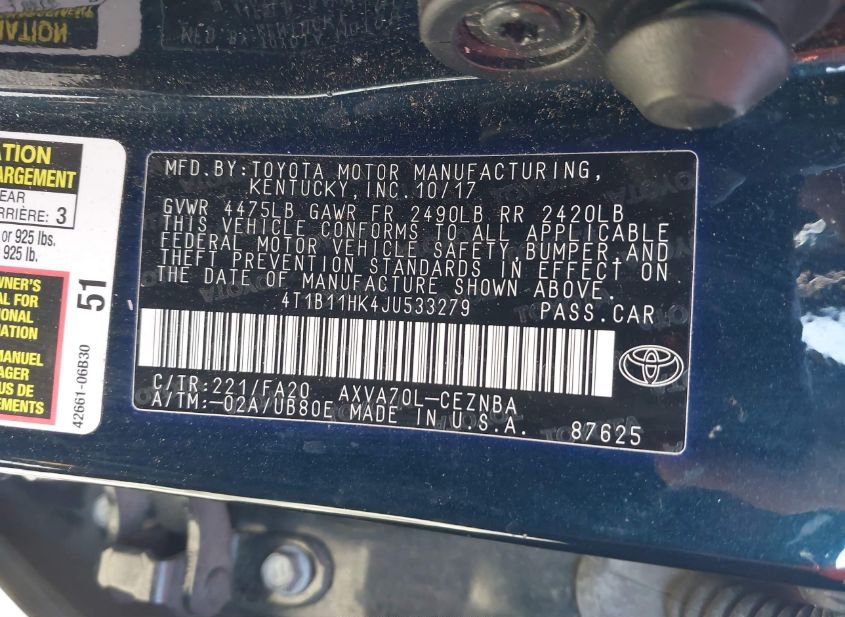 ATION
ARGEMENT
EAR
ARRIÈRE: 3
or 925 lbs.
925 lb.
WNER'S
AL FOR
IONAL
MATION
MANUEL
AGER
US DE
EMENTS
51
42661-06B30
MFD.BY:TOYOTA MOTOR MANUFACTURING,
KENTUCKY,INC.10/17
GVWR 4475LB GAWR FR 2490LB RR 2420LB
THIS VEHICLE CONFORMS TO ALL APPLICABLE
FEDERAL MOTOR VEHICLE SAFETY,BUMPER,AND
THEFT PREVENTION STANDARDS IN EFFECT ON
THE DATE OF MANUFACTURE SHOWN ABOVE.
4T1B11HK4JU533279 PASS.CAR
C/TR:221/FA20 AXVA70L-CEZNBA
A/TM:-02A/UB80E MADE IN U.S.A. 87625